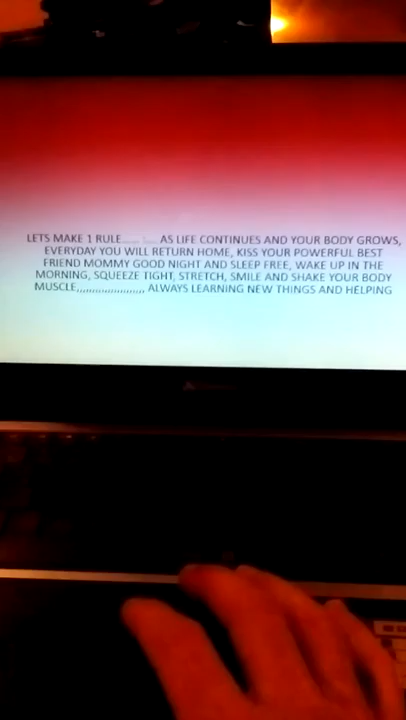 LETS MAKE 1 RULE........ ...... AS LIFE CONTINUES AND YOUR BODY GROWS,
EVERYDAY YOU WILL RETURN HOME, KISS YOUR POWERFUL BEST
FRIEND MOMMY GOOD NIGHT AND SLEEP FREE, WAKE UP IN THE
MORNING, SQUEEZE TIGHT, STRETCH, SMILE AND SHAKE YOUR BODY
MUSCLE,,,,,,,,,,,,,,,,,,,,,, ALWAYS LEARNING NEW THINGS AND HELPING